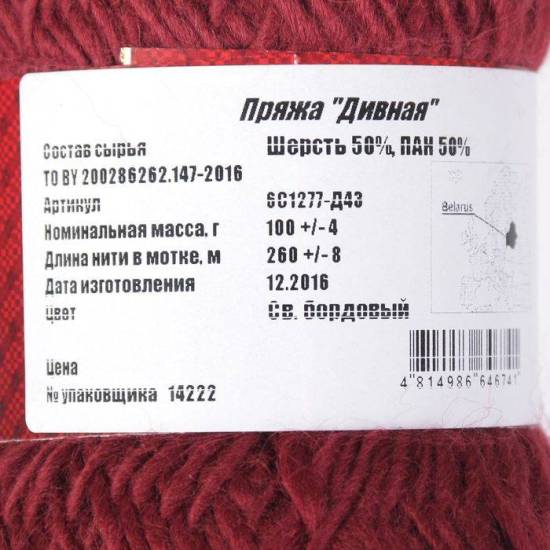 Пряжа "Дивная"
Состав сырья Шерсть 50%, ПАН 50%
ТО BY 200286262.147-2016
Артикул 6С1277-Д43
Номинальная масса, г 100 +/- 4
Длина нити в мотке, м 260 +/- 8
Дата изготовления 12.2016
Цвет Св. бордовый
Belarus
Цена
№ упаковщика 14222
4 814986 646741